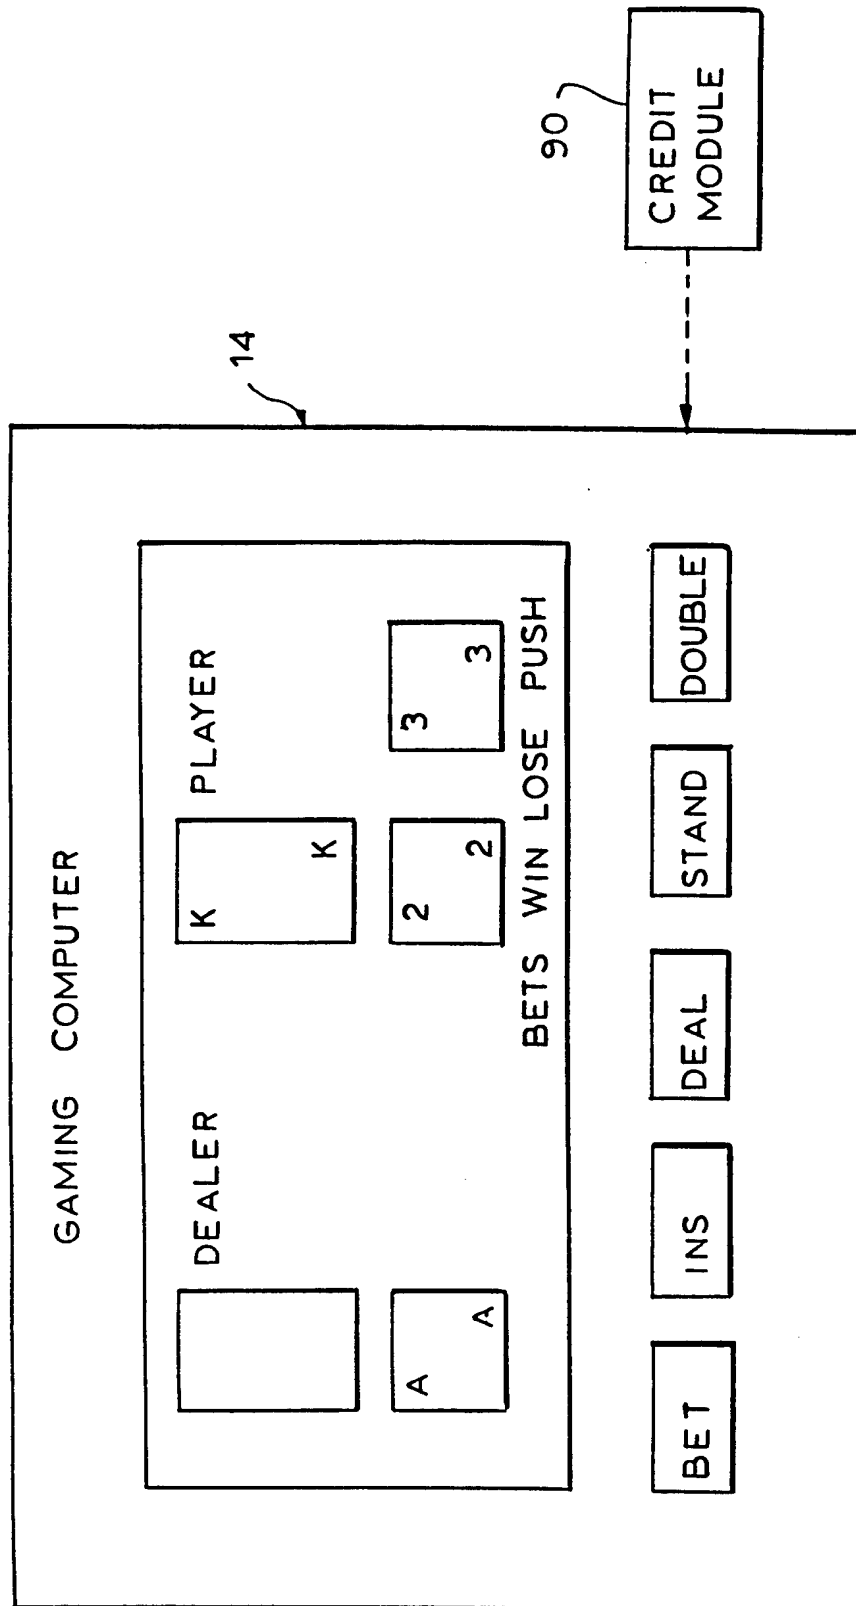 GAMING COMPUTER
14
DEALER
PLAYER
K
K
A
A
2
2
3
3
BETS WIN LOSE PUSH
BET
INS
DEAL
STAND
DOUBLE
90
CREDIT
MODULE